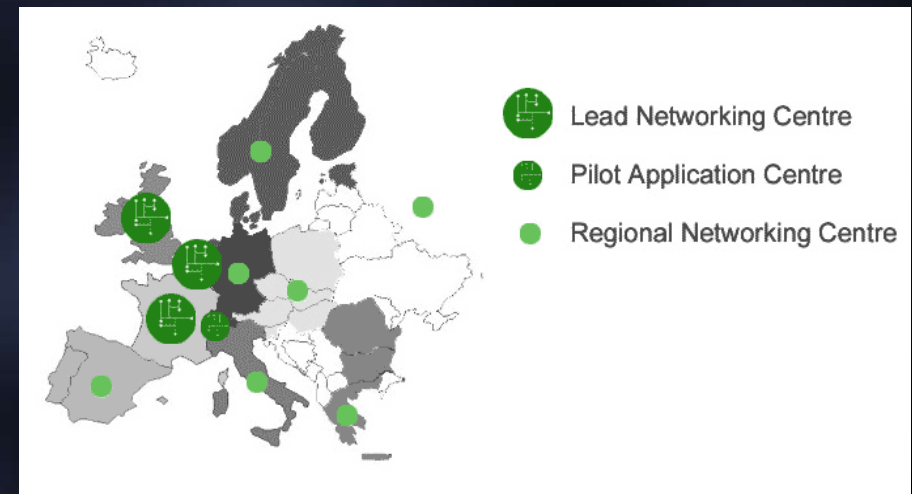 Lead Networking Centre
Pilot Application Centre
Regional Networking Centre